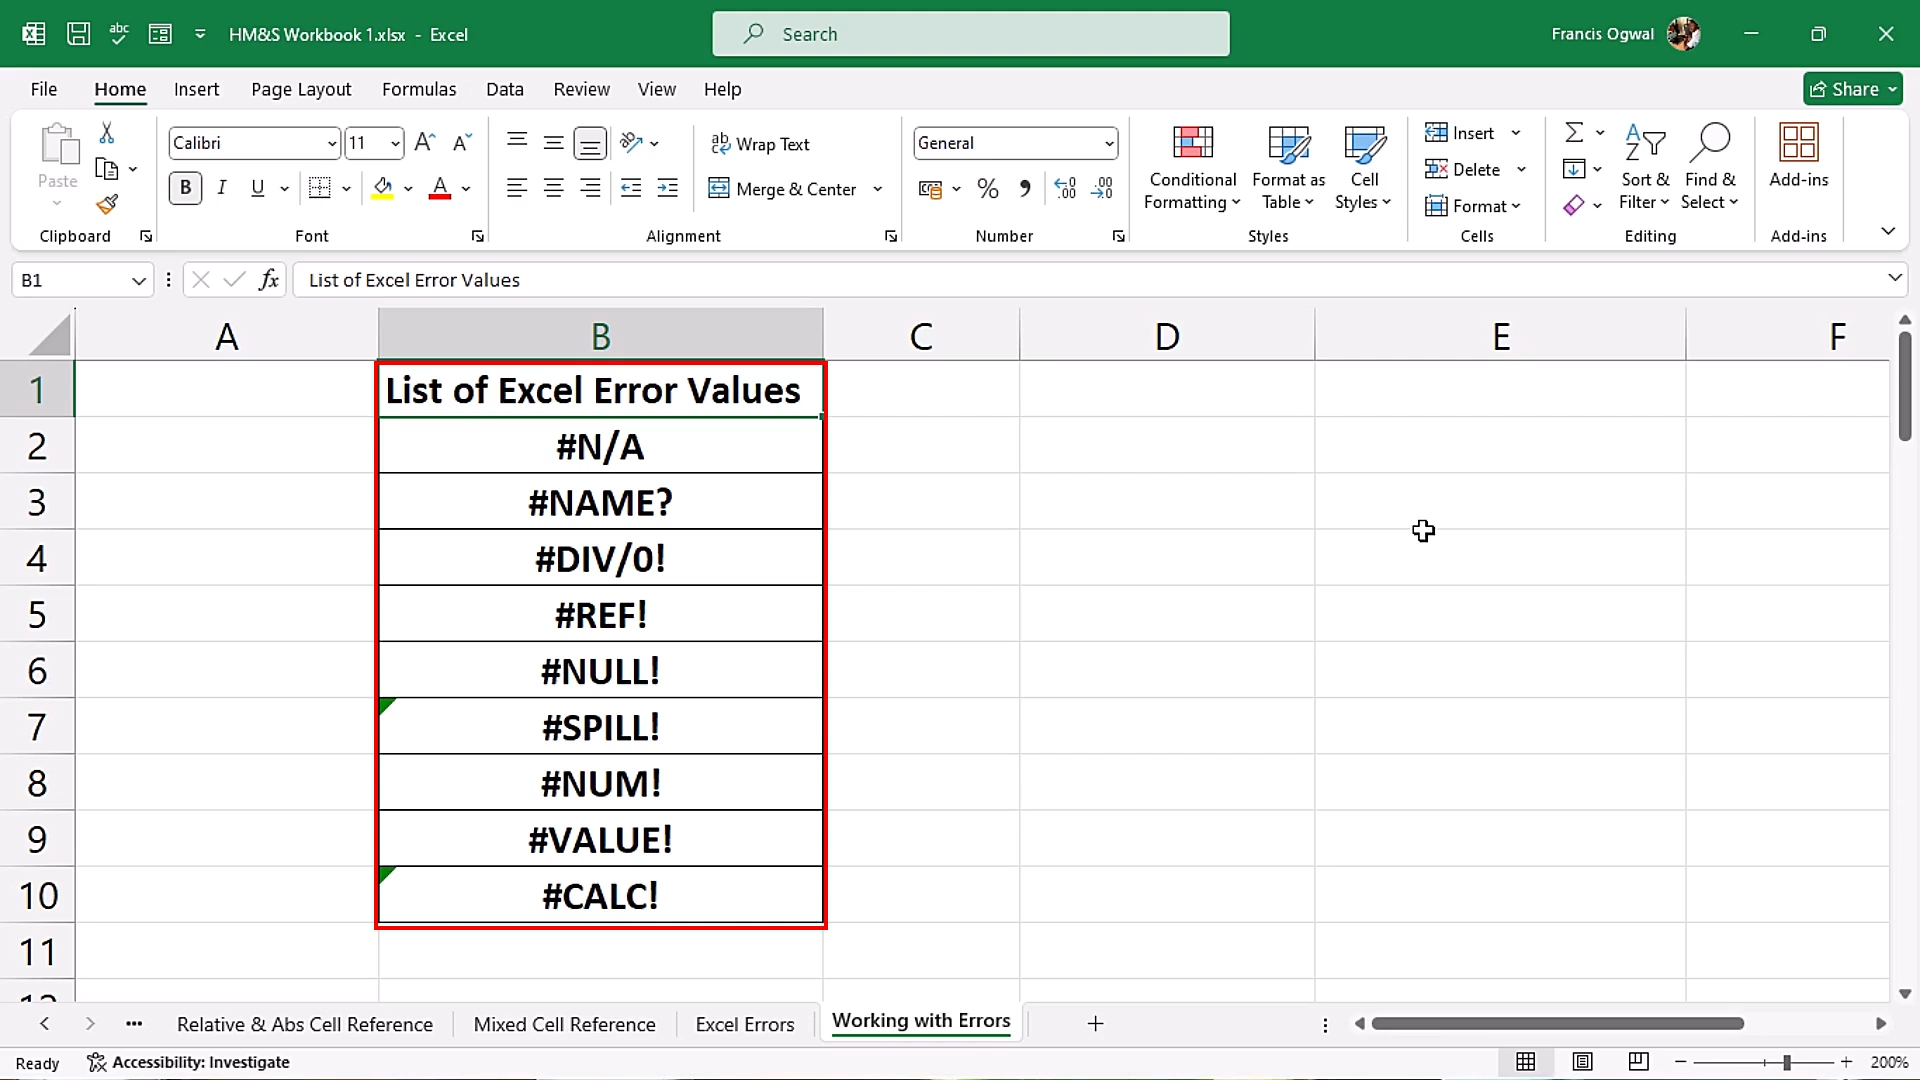 abc
HM&S Workbook 1.xlsx - Excel
Search
Francis Ogwal
File Home Insert Page Layout Formulas Data Review View Help
Share
Paste
Clipboard
Calibri 11
B I U A
Font
Wrap Text
Merge & Center
Alignment
General
Number
Conditional Formatting
Format as Table
Cell Styles
Styles
Insert
Delete
Format
Cells
Sort & Filter
Find & Select
Editing
Add-ins
Add-ins
B1 fx List of Excel Error Values
A B C D E F
1 List of Excel Error Values
2 #N/A
3 #NAME?
4 #DIV/0!
5 #REF!
6 #NULL!
7 #SPILL!
8 #NUM!
9 #VALUE!
10 #CALC!
11
Relative & Abs Cell Reference Mixed Cell Reference Excel Errors Working with Errors
Ready Accessibility: Investigate 200%